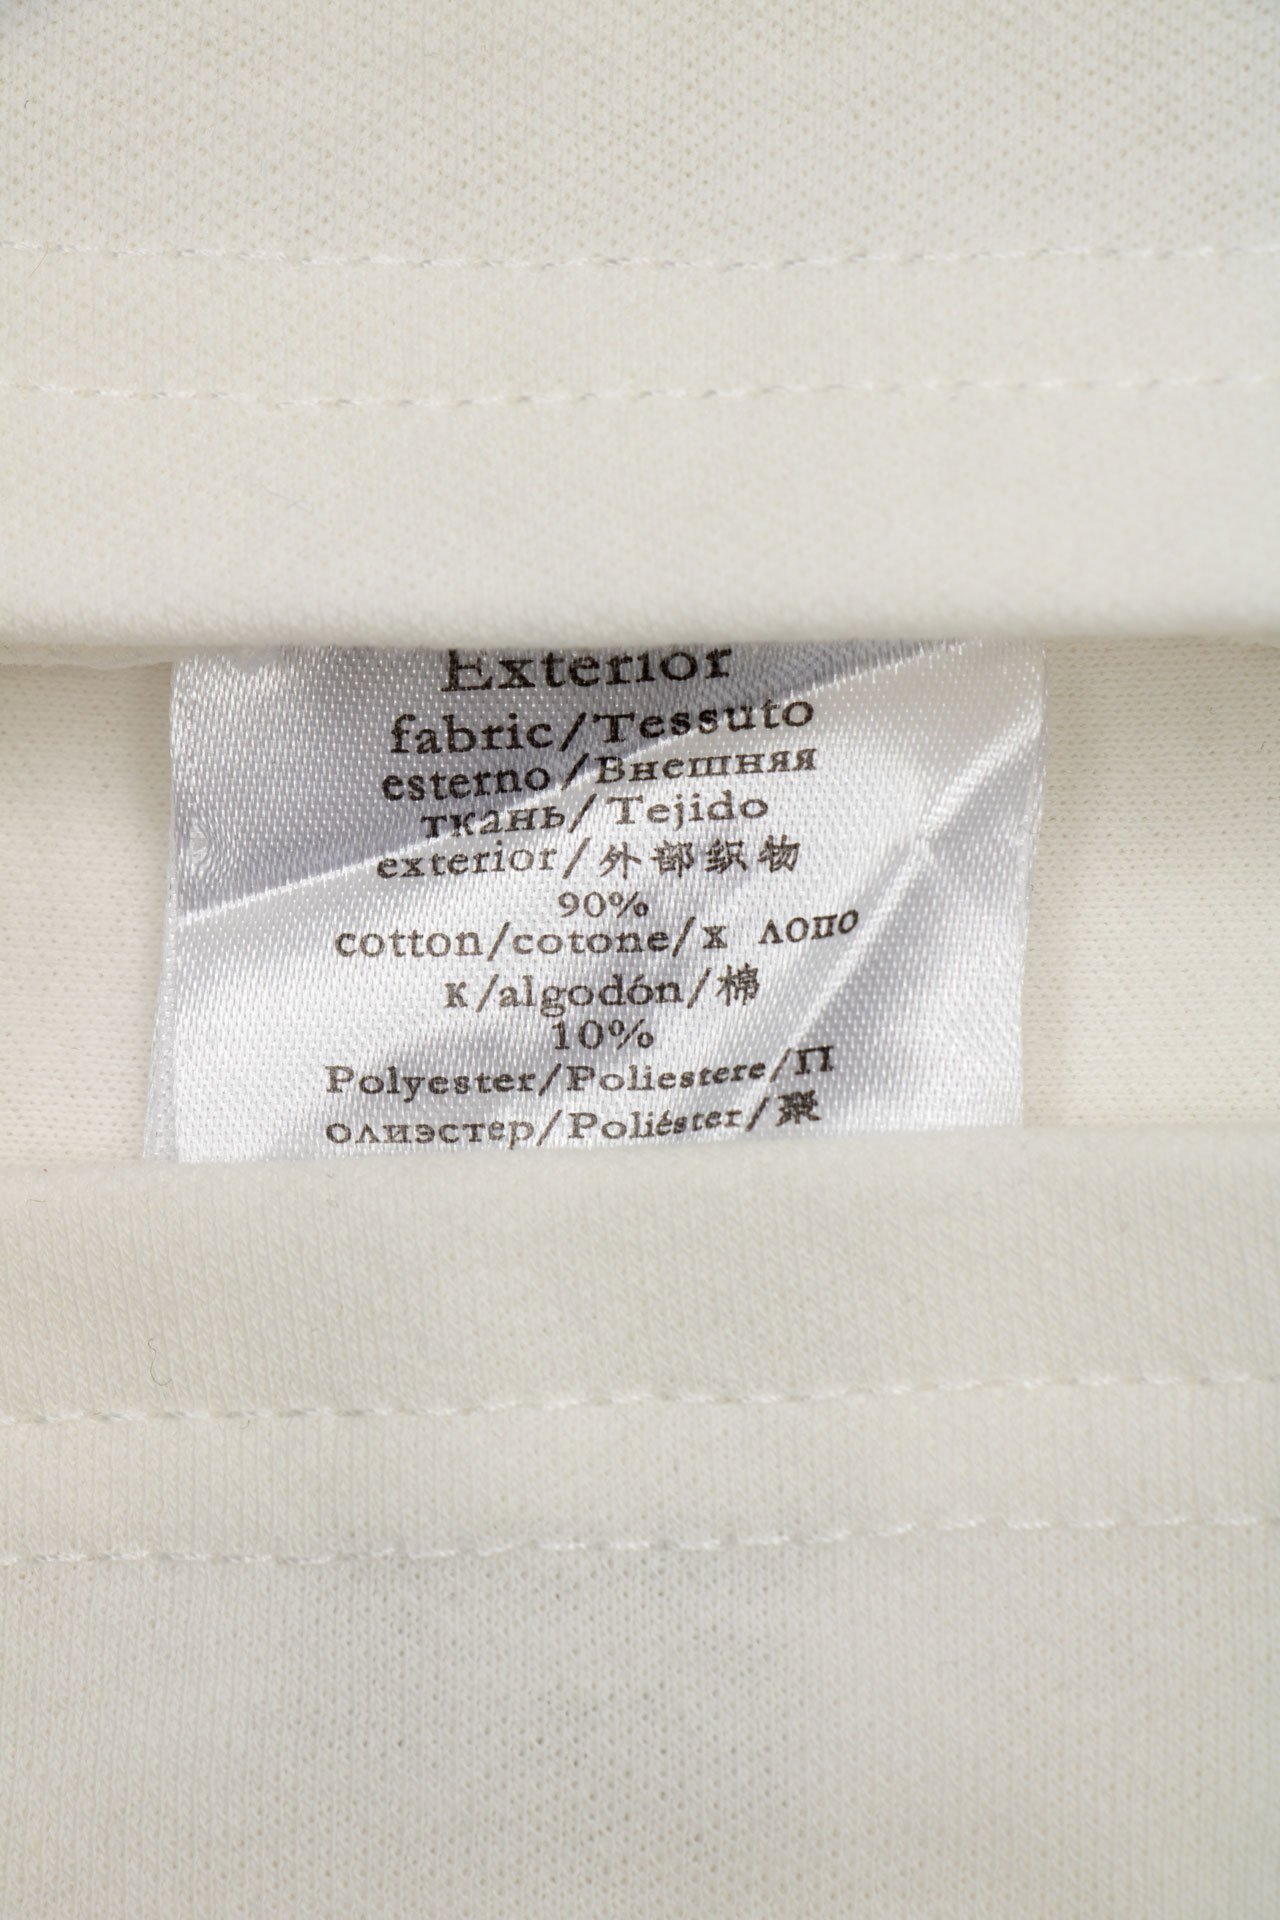 Exterior
fabric/Tessuto
esterno/Внешняя
ткань/Tejido
exterior/外部织物
90%
cotton/cotone/х лопо
к/algodón/棉
10%
Polyester/Poliestere/П
олиэстер/Poliéster/聚